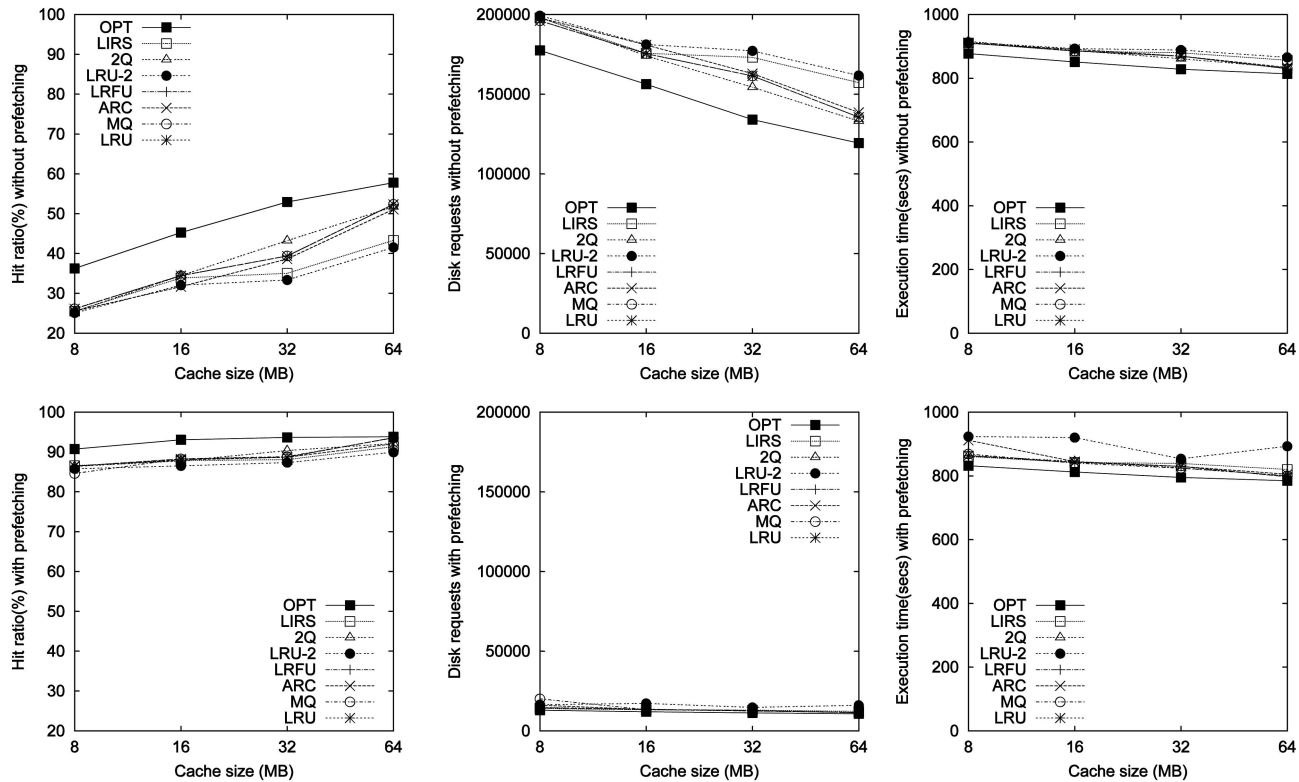 Hit ratio(%) without prefetching
100
90
80
70
60
50
40
30
20
OPT
LIRS
2Q
LRU-2
LRFU
ARC
MQ
LRU
8
16
32
64
Cache size (MB)
Disk requests without prefetching
200000
150000
100000
50000
0
OPT
LIRS
2Q
LRU-2
LRFU
ARC
MQ
LRU
8
16
32
64
Cache size (MB)
Execution time(secs) without prefetching
1000
800
600
400
200
0
OPT
LIRS
2Q
LRU-2
LRFU
ARC
MQ
LRU
8
16
32
64
Cache size (MB)
Hit ratio(%) with prefetching
100
90
80
70
60
50
40
30
20
OPT
LIRS
2Q
LRU-2
LRFU
ARC
MQ
LRU
8
16
32
64
Cache size (MB)
Disk requests with prefetching
200000
150000
100000
50000
0
OPT
LIRS
2Q
LRU-2
LRFU
ARC
MQ
LRU
8
16
32
64
Cache size (MB)
Execution time(secs) with prefetching
1000
800
600
400
200
0
OPT
LIRS
2Q
LRU-2
LRFU
ARC
MQ
LRU
8
16
32
64
Cache size (MB)